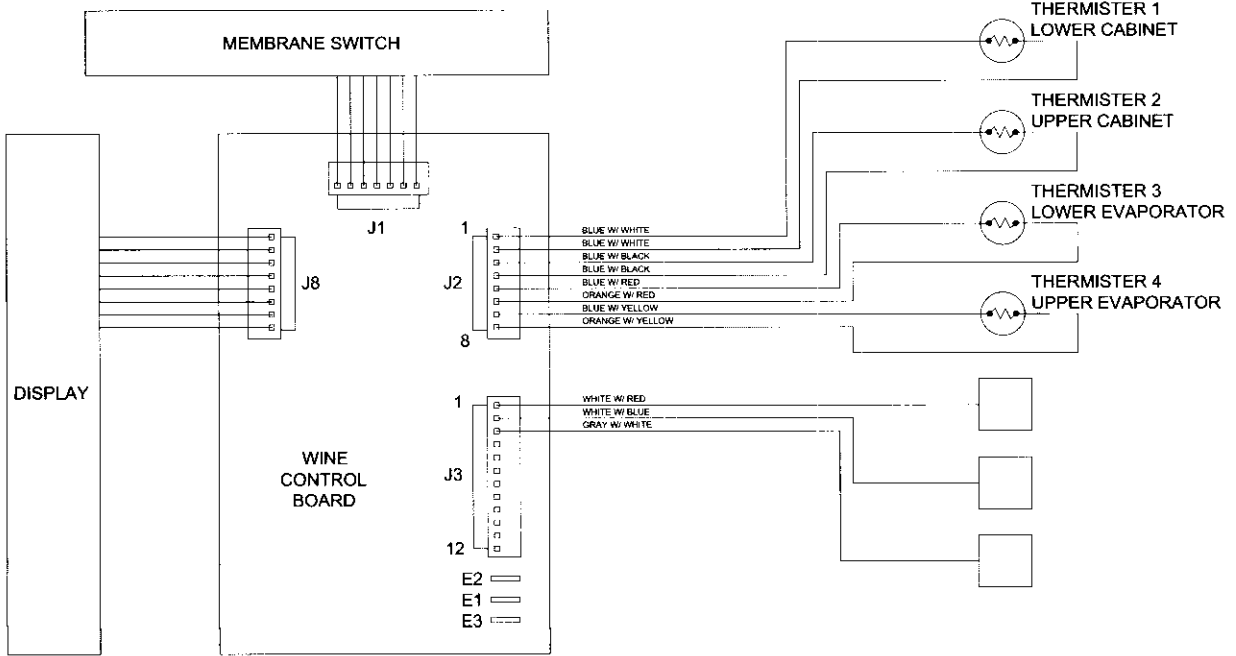 MEMBRANE SWITCH
THERMISTER 1
LOWER CABINET
THERMISTER 2
UPPER CABINET
THERMISTER 3
LOWER EVAPORATOR
THERMISTER 4
UPPER EVAPORATOR
J1
J8
1
J2
8
BLUE W/ WHITE
BLUE W/ WHITE
BLUE W/ BLACK
BLUE W/ BLACK
BLUE W/ RED
ORANGE W/ RED
BLUE W/ YELLOW
ORANGE W/ YELLOW
DISPLAY
WINE
CONTROL
BOARD
1
J3
12
WHITE W/ RED
WHITE W/ BLUE
GRAY W/ WHITE
E2
E1
E3